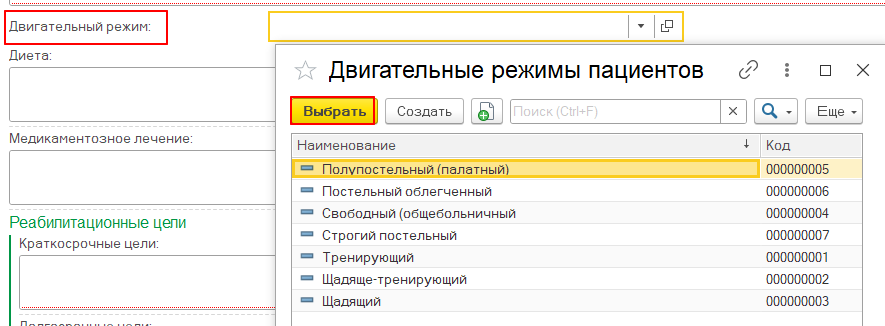 Двигательный режим:
Диета:
Медикаментозное лечение:
Реабилитационные цели
Краткосрочные цели:
Двигательные режимы пациентов
Выбрать Создать Поиск (Ctrl+F) × Еще
Наименование ↓ Код
Полупостельный (палатный) 000000005
Постельный облегченный 000000006
Свободный (общебольничный 000000004
Строгий постельный 000000007
Тренирующий 000000001
Щадяще-тренирующий 000000002
Щадящий 000000003